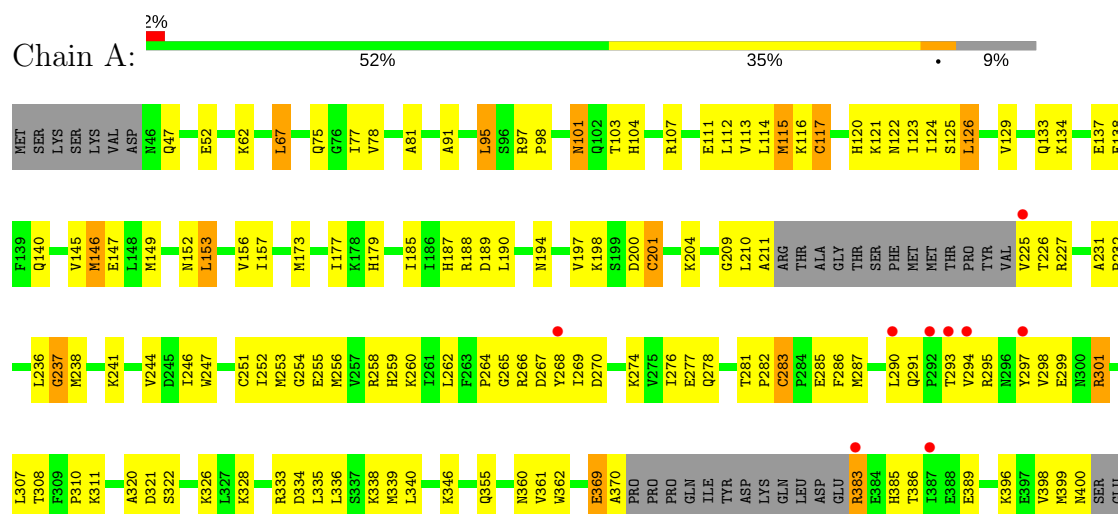 2%
Chain A:
52% 35% • 9%
MET SER LYS SER LYS VAL ASP N46 Q47 E52 K62 L67 Q75 G76 I77 V78 A81 A91 L95 S96 R97 P98 N101 Q102 T103 H104 R107 E111 L112 V113 L114 M115 K116 C117 H120 K121 N122 I123 I124 S125 L126 V129 Q133 K134 E137
F139 Q140 V145 M146 E147 L148 M149 N152 L153 V156 I157 M173 I177 K178 H179 I185 I186 H187 R188 D189 L190 N194 V197 K198 S199 D200 C201 K204 G209 L210 A211 ARG THR ALA GLY THR SER PHE MET MET THR PRO TYR VAL V225 T226 R227 A231
L236 G237 M238 K241 V244 D245 I246 W247 C251 I252 M253 G254 E255 M256 V257 R258 H259 K260 I261 L262 F263 P264 G265 R266 D267 Y268 I269 D270 K274 V275 I276 E277 Q278 T281 P282 C283 P284 E285 F286 M287 L290 Q291 P292 T293 V294 R295 N296 Y297 V298 E299 N300 R301
L307 T308 F309 P310 K311 A320 D321 S322 K326 L327 K328 R333 D334 L335 L336 S337 K338 M339 L340 K346 Q355 N360 V361 W362 E369 A370 PRO PRO PRO GLN ILE TYR ASP LYS GLN LEU ASP GLU R383 E384 H385 T386 I387 E388 E389 K396 E397 V398 M399 N400 SER